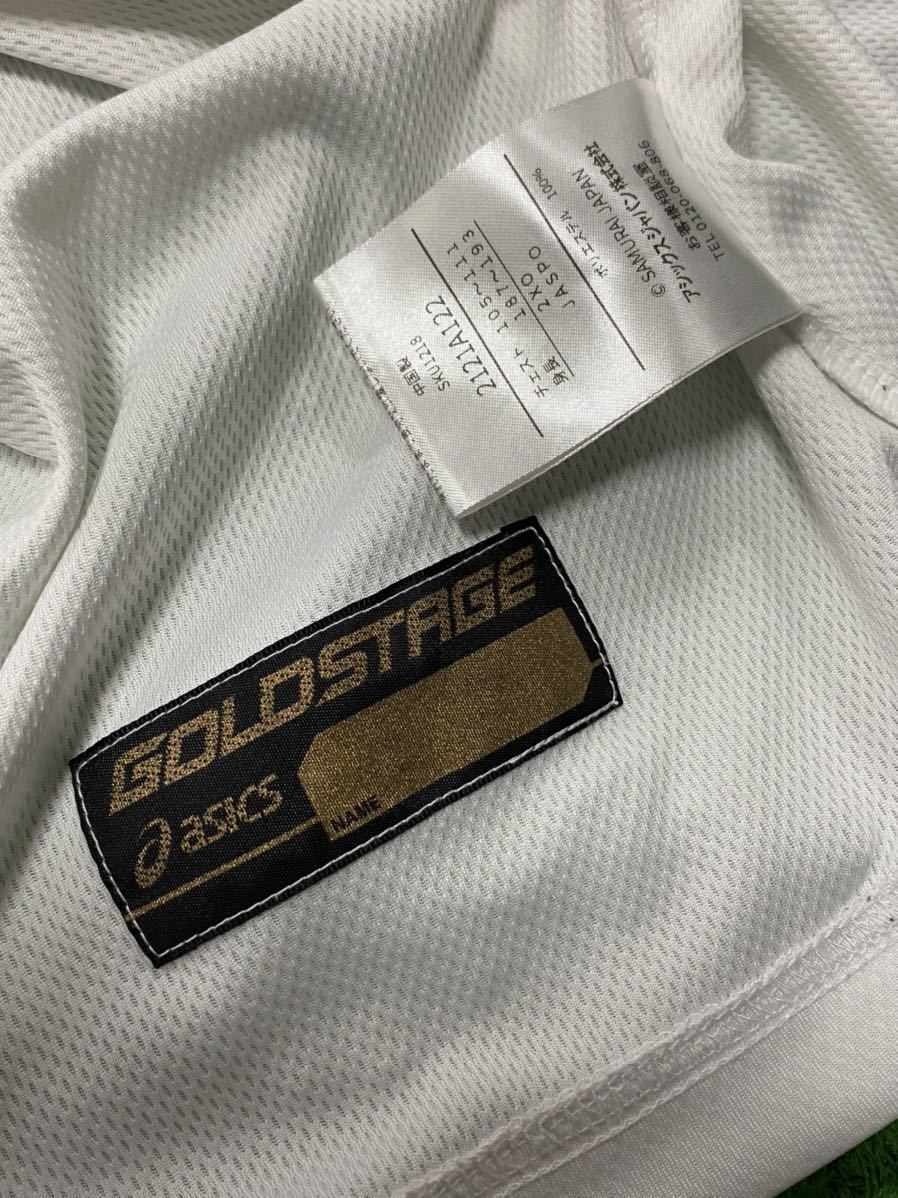 中国製
SKU1218
2121A122
チェスト 105～111
身長 187～193
2XO
JASPO
ポリエステル 100%
© SAMURAI JAPAN
アシックスジャパン株式会社
お客様相談室
TEL 0120-068-806
GOLDSTAGE
asics
NAME